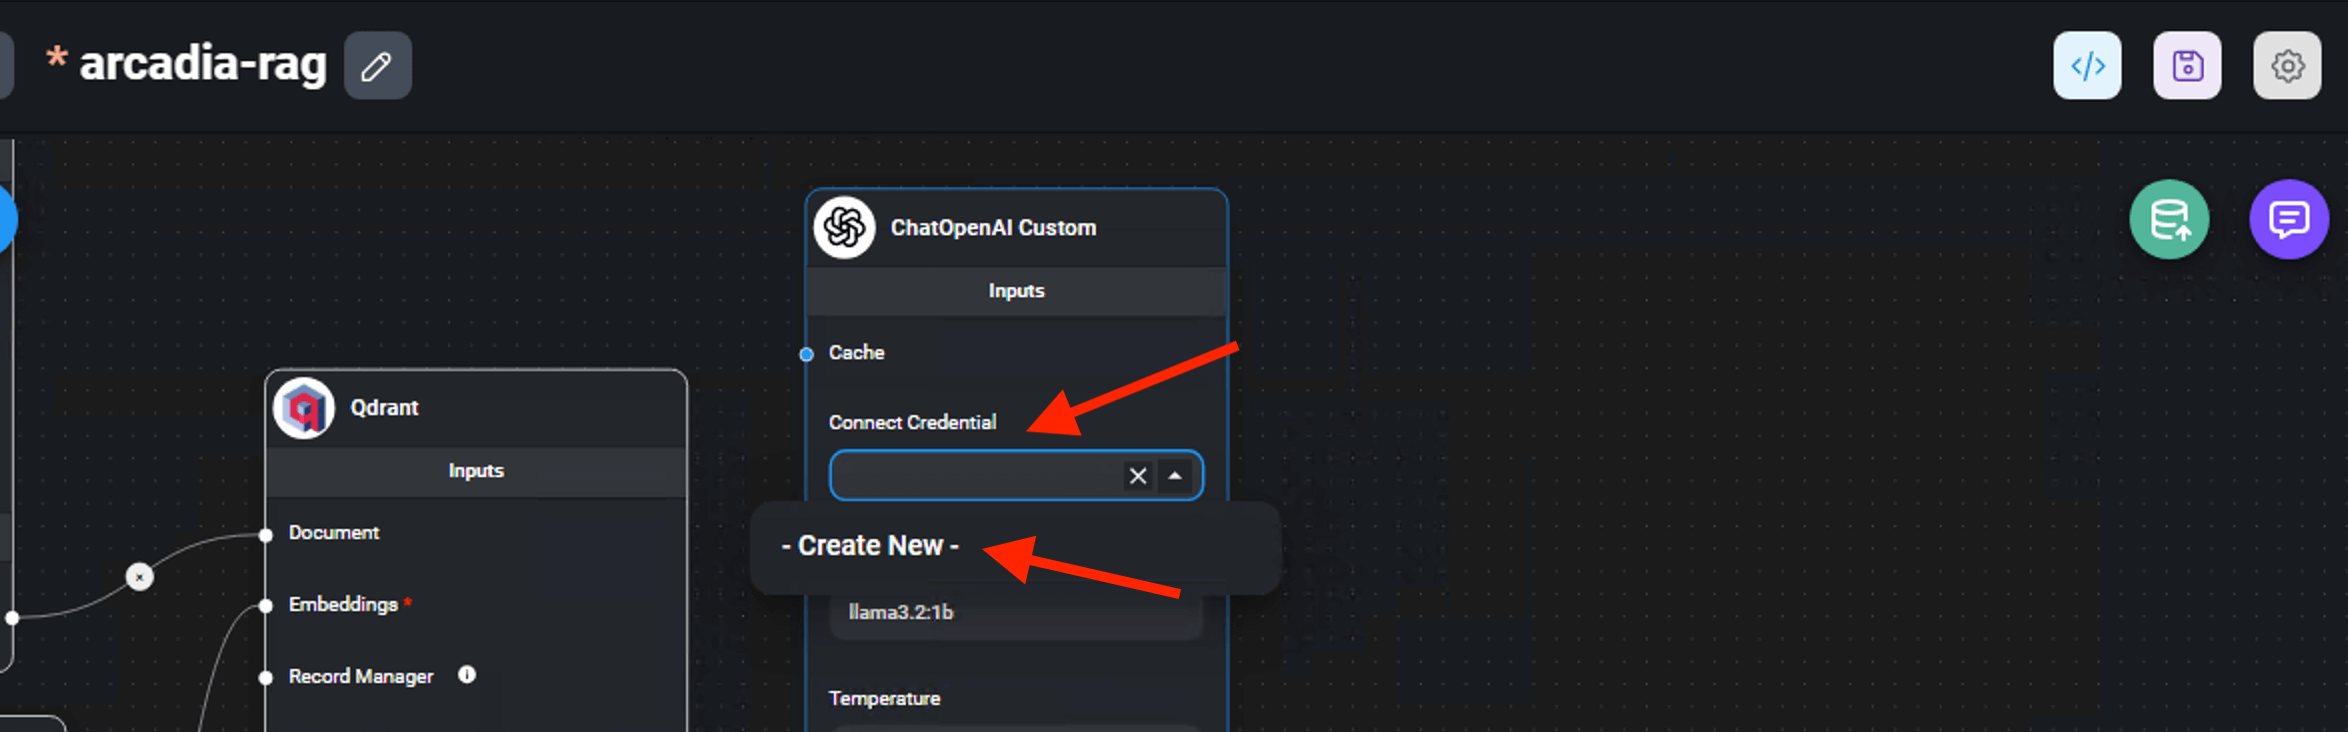 * arcadia-rag
</>
ChatOpenAI Custom
Inputs
Cache
Connect Credential
- Create New -
llama3.2:1b
Temperature
Qdrant
Inputs
Document
Embeddings *
Record Manager